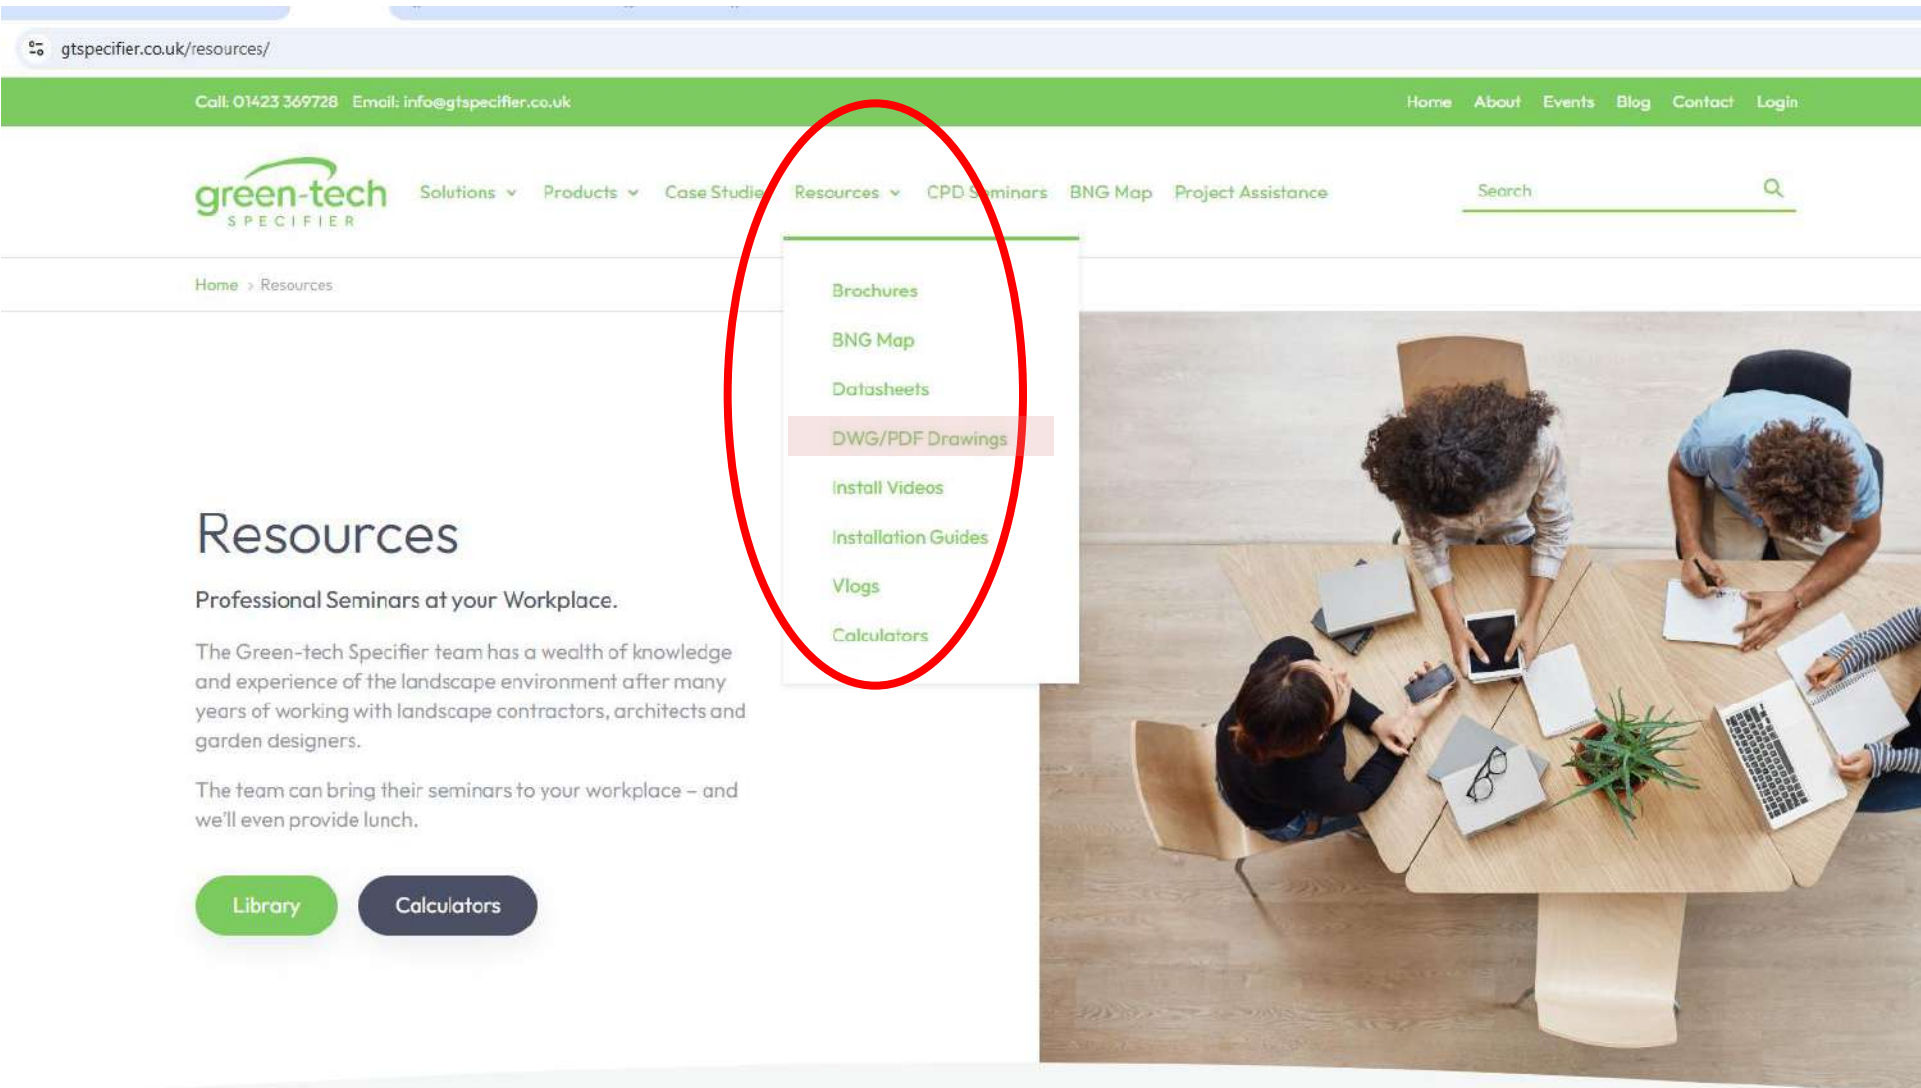 gtspecifier.co.uk/resources/
Call: 01423 369728 Email: info@gtspecifier.co.uk
Home About Events Blog Contact Login
green-tech
SPECIFIER
Solutions Products Case Studie Resources CPD Seminars BNG Map Project Assistance
Search
Home > Resources
Brochures
BNG Map
Datasheets
DWG/PDF Drawings
Install Videos
Installation Guides
Vlogs
Calculators
Resources
Professional Seminars at your Workplace.
The Green-tech Specifier team has a wealth of knowledge
and experience of the landscape environment after many
years of working with landscape contractors, architects and
garden designers.
The team can bring their seminars to your workplace – and
we'll even provide lunch.
Library
Calculators